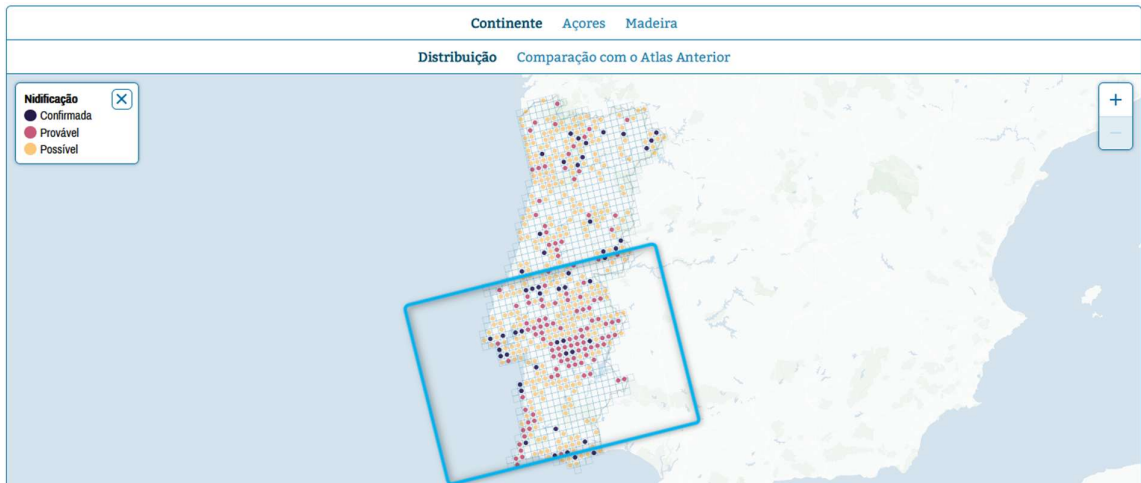 Continente Açores Madeira
Distribuição Comparação com o Atlas Anterior
Nidificação
Confirmada
Provável
Possível